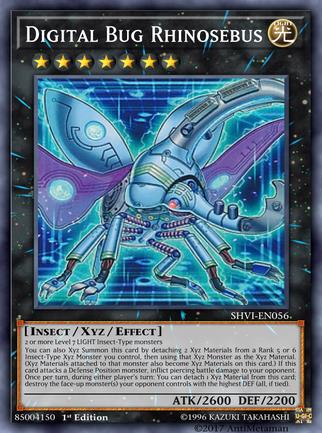 DIGITAL BUG RHINOSEBUS
LIGHT
光
SHVI-EN056
[INSECT / XYZ / EFFECT]
2 or more Level 7 LIGHT Insect-Type monsters
You can also Xyz Summon this card by detaching 2 Xyz Materials from a Rank 5 or 6
Insect-Type Xyz Monster you control, then using that Xyz Monster as the Xyz Material.
(Xyz Materials attached to that monster also become Xyz Materials on this card.) If this
card attacks a Defense Position monster, inflict piercing battle damage to your opponent.
Once per turn, during either player's turn: You can detach 1 Xyz Material from this card,
destroy the face-up monster(s) your opponent controls with the highest DEF (all, if tied).
ATK/2600 DEF/2200
85004150 1st Edition ©1996 KAZUKI TAKAHASHI
©2017 AntiMetaman